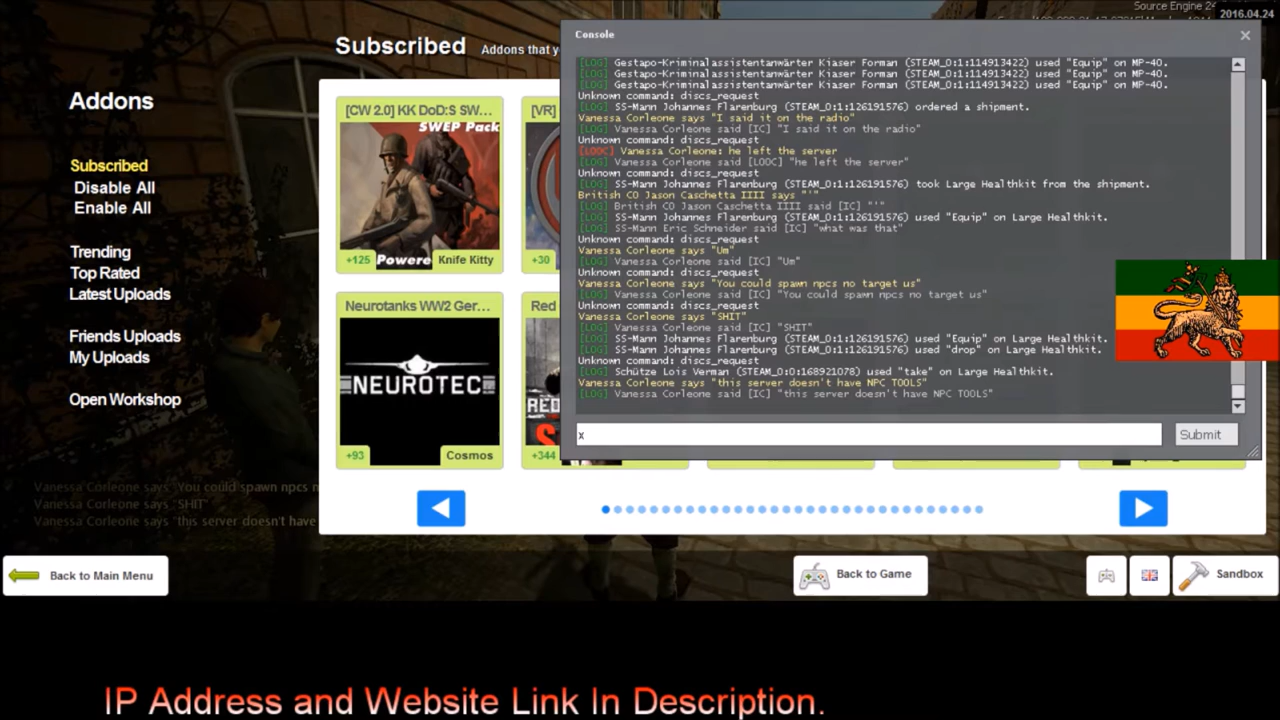 Source Engine 24
2016.04.24
Subscribed
Addons that y
Console
Addons
Subscribed
Disable All
Enable All
Trending
Top Rated
Latest Uploads
Friends Uploads
My Uploads
Open Workshop
[CW 2.0] KK DoD:S SW...
SWEP Pack
+125
Powere
Knife Kitty
[VR]
+30
Neurotanks WW2 Ger...
NEUROTEC
+93
Cosmos
Red
RED
+344
[LOG] Gestapo-Kriminalassistentanwärter Kiaser Forman (STEAM_0:1:114913422) used "Equip" on MP-40.
[LOG] Gestapo-Kriminalassistentanwärter Kiaser Forman (STEAM_0:1:114913422) used "Equip" on MP-40.
[LOG] Gestapo-Kriminalassistentanwärter Kiaser Forman (STEAM_0:1:114913422) used "Equip" on MP-40.
Unknown command: discs_request
[LOG] SS-Mann Johannes Flarenburg (STEAM_0:1:126191576) ordered a shipment.
Vanessa Corleone says "I said it on the radio"
[LOG] Vanessa Corleone said [IC] "I said it on the radio"
Unknown command: discs_request
[LOOC] Vanessa Corleone: he left the server
[LOG] Vanessa Corleone said [LOOC] "he left the server"
Unknown command: discs_request
[LOG] SS-Mann Johannes Flarenburg (STEAM_0:1:126191576) took Large Healthkit from the shipment.
British CO Jason Caschetta IIII says "'"
[LOG] British CO Jason Caschetta IIII said [IC] "'"
[LOG] SS-Mann Johannes Flarenburg (STEAM_0:1:126191576) used "Equip" on Large Healthkit.
[LOG] SS-Mann Eric Schneider said [IC] "what was that"
Unknown command: discs_request
Vanessa Corleone says "Um"
[LOG] Vanessa Corleone said [IC] "Um"
Unknown command: discs_request
Vanessa Corleone says "You could spawn npcs no target us"
[LOG] Vanessa Corleone said [IC] "You could spawn npcs no target us"
Unknown command: discs_request
Vanessa Corleone says "SHIT"
[LOG] Vanessa Corleone said [IC] "SHIT"
[LOG] SS-Mann Johannes Flarenburg (STEAM_0:1:126191576) used "Equip" on Large Healthkit.
[LOG] SS-Mann Johannes Flarenburg (STEAM_0:1:126191576) used "drop" on Large Healthkit.
Unknown command: discs_request
[LOG] Schütze Lois Verman (STEAM_0:0:168921078) used "take" on Large Healthkit.
Vanessa Corleone says "this server doesn't have NPC TOOLS"
[LOG] Vanessa Corleone said [IC] "this server doesn't have NPC TOOLS"
x
Submit
Vanessa Corleone says "You could spawn npcs n
Vanessa Corleone says "SHIT"
Vanessa Corleone says "this server doesn't have
Back to Main Menu
Back to Game
Sandbox
IP Address and Website Link In Description.